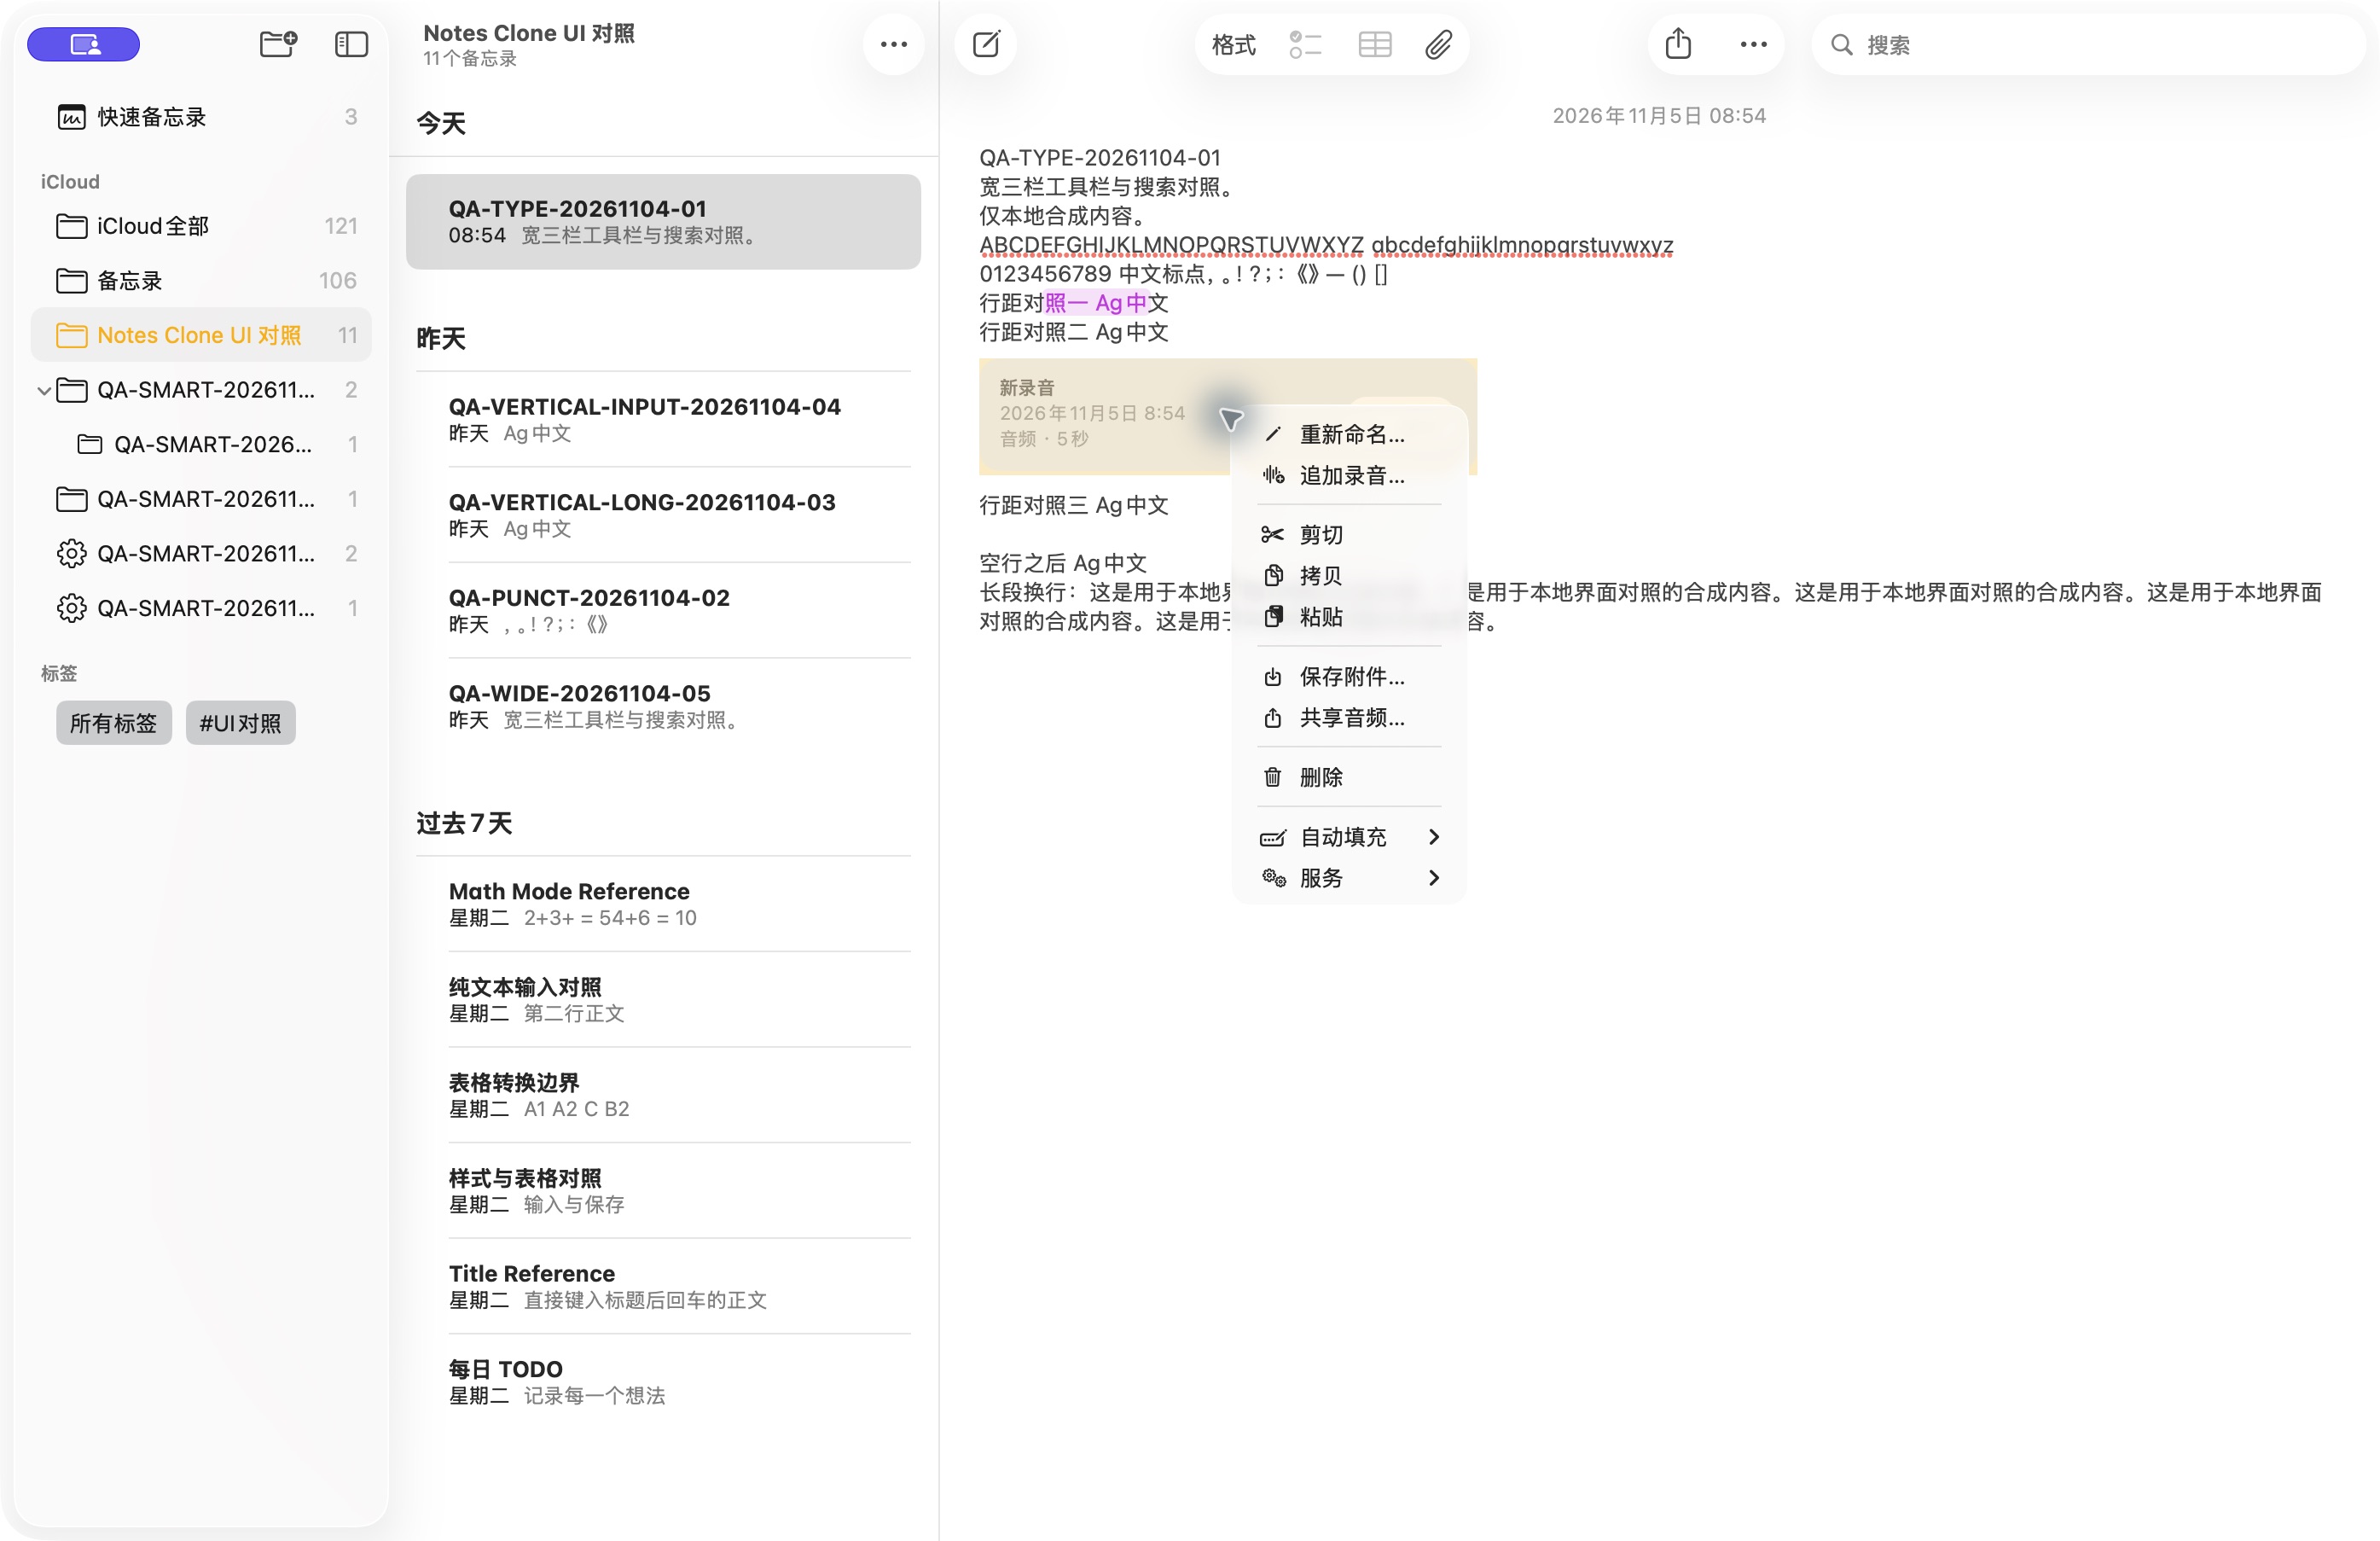 快速备忘录 3
iCloud
iCloud全部 121
备忘录 106
Notes Clone UI 对照 11
QA-SMART-202611... 2
QA-SMART-2026... 1
QA-SMART-202611... 1
QA-SMART-202611... 2
QA-SMART-202611... 1
标签
所有标签 #UI对照
Notes Clone UI 对照
11个备忘录
今天
QA-TYPE-20261104-01
08:54 宽三栏工具栏与搜索对照。
昨天
QA-VERTICAL-INPUT-20261104-04
昨天 Ag中文
QA-VERTICAL-LONG-20261104-03
昨天 Ag中文
QA-PUNCT-20261104-02
昨天 ，。！？；：《》
QA-WIDE-20261104-05
昨天 宽三栏工具栏与搜索对照。
过去7天
Math Mode Reference
星期二 2+3+ = 54+6 = 10
纯文本输入对照
星期二 第二行正文
表格转换边界
星期二 A1 A2 C B2
样式与表格对照
星期二 输入与保存
Title Reference
星期二 直接键入标题后回车的正文
每日 TODO
星期二 记录每一个想法
格式
搜索
2026年11月5日 08:54
QA-TYPE-20261104-01
宽三栏工具栏与搜索对照。
仅本地合成内容。
ABCDEFGHIJKLMNOPQRSTUVWXYZ abcdefghijklmnopqrstuvwxyz
0123456789 中文标点，。！？；：《》— () []
行距对照一 Ag中文
行距对照二 Ag中文
新录音
2026年11月5日 8:54
音频 · 5秒
行距对照三 Ag中文
空行之后 Ag中文
长段换行：这是用于本地界 是用于本地界面对照的合成内容。这是用于本地界面对照的合成内容。这是用于本地界面
对照的合成内容。这是用于 容。
重新命名...
追加录音...
剪切
拷贝
粘贴
保存附件...
共享音频...
删除
自动填充
服务